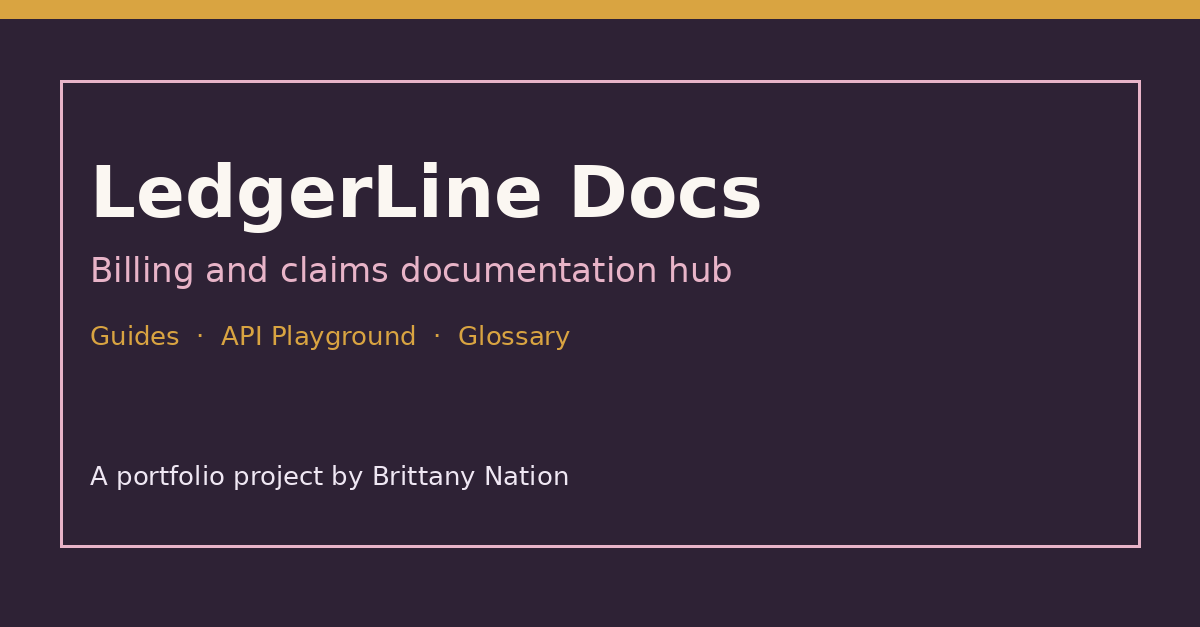 LedgerLine Docs
Billing and claims documentation hub
Guides · API Playground · Glossary
A portfolio project by Brittany Nation